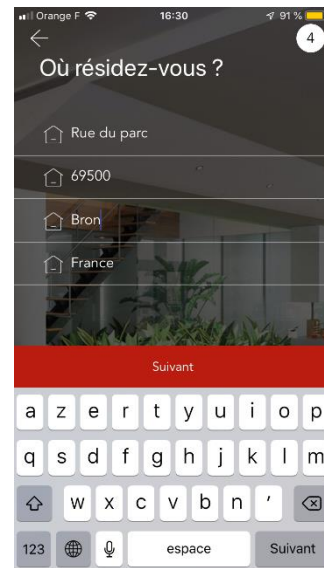 Orange F 16:30 91 %
4
Où résidez-vous ?
Rue du parc
69500
Bron
France
Suivant
a z e r t y u i o p
q s d f g h j k l m
w x c v b n ’
123 espace Suivant